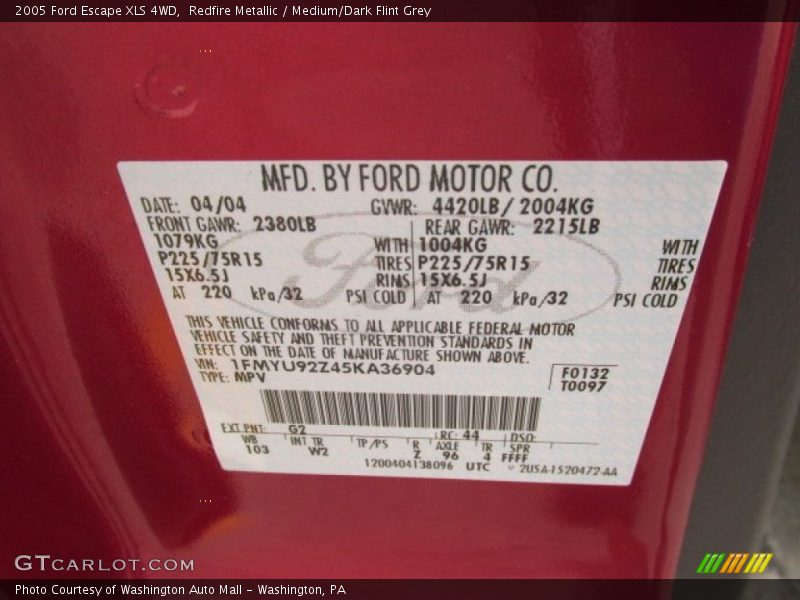 2005 Ford Escape XLS 4WD, Redfire Metallic / Medium/Dark Flint Grey
MFD. BY FORD MOTOR CO.
DATE: 04/04 GVWR: 4420LB/ 2004KG
FRONT GAWR: 2380LB REAR GAWR: 2215LB
1079KG WITH 1004KG WITH
P225/75R15 TIRES P225/75R15 TIRES
15X6.5J RIMS 15X6.5J RIMS
AT 220 kPa/32 PSI COLD AT 220 kPa/32 PSI COLD
Ford
THIS VEHICLE CONFORMS TO ALL APPLICABLE FEDERAL MOTOR
VEHICLE SAFETY AND THEFT PREVENTION STANDARDS IN
EFFECT ON THE DATE OF MANUFACTURE SHOWN ABOVE.
VIN: 1FMYU92Z45KA36904 F0132
TYPE: MPV T0097
EXT PNT: G2 RC: 44 DSO:
WB INT TR TP/PS R AXLE TR SPR
103 W2 Z 96 4 FFFF
1200404138096 UTC 2U5A-1520472-AA
GTCARLOT.COM
Photo Courtesy of Washington Auto Mall - Washington, PA